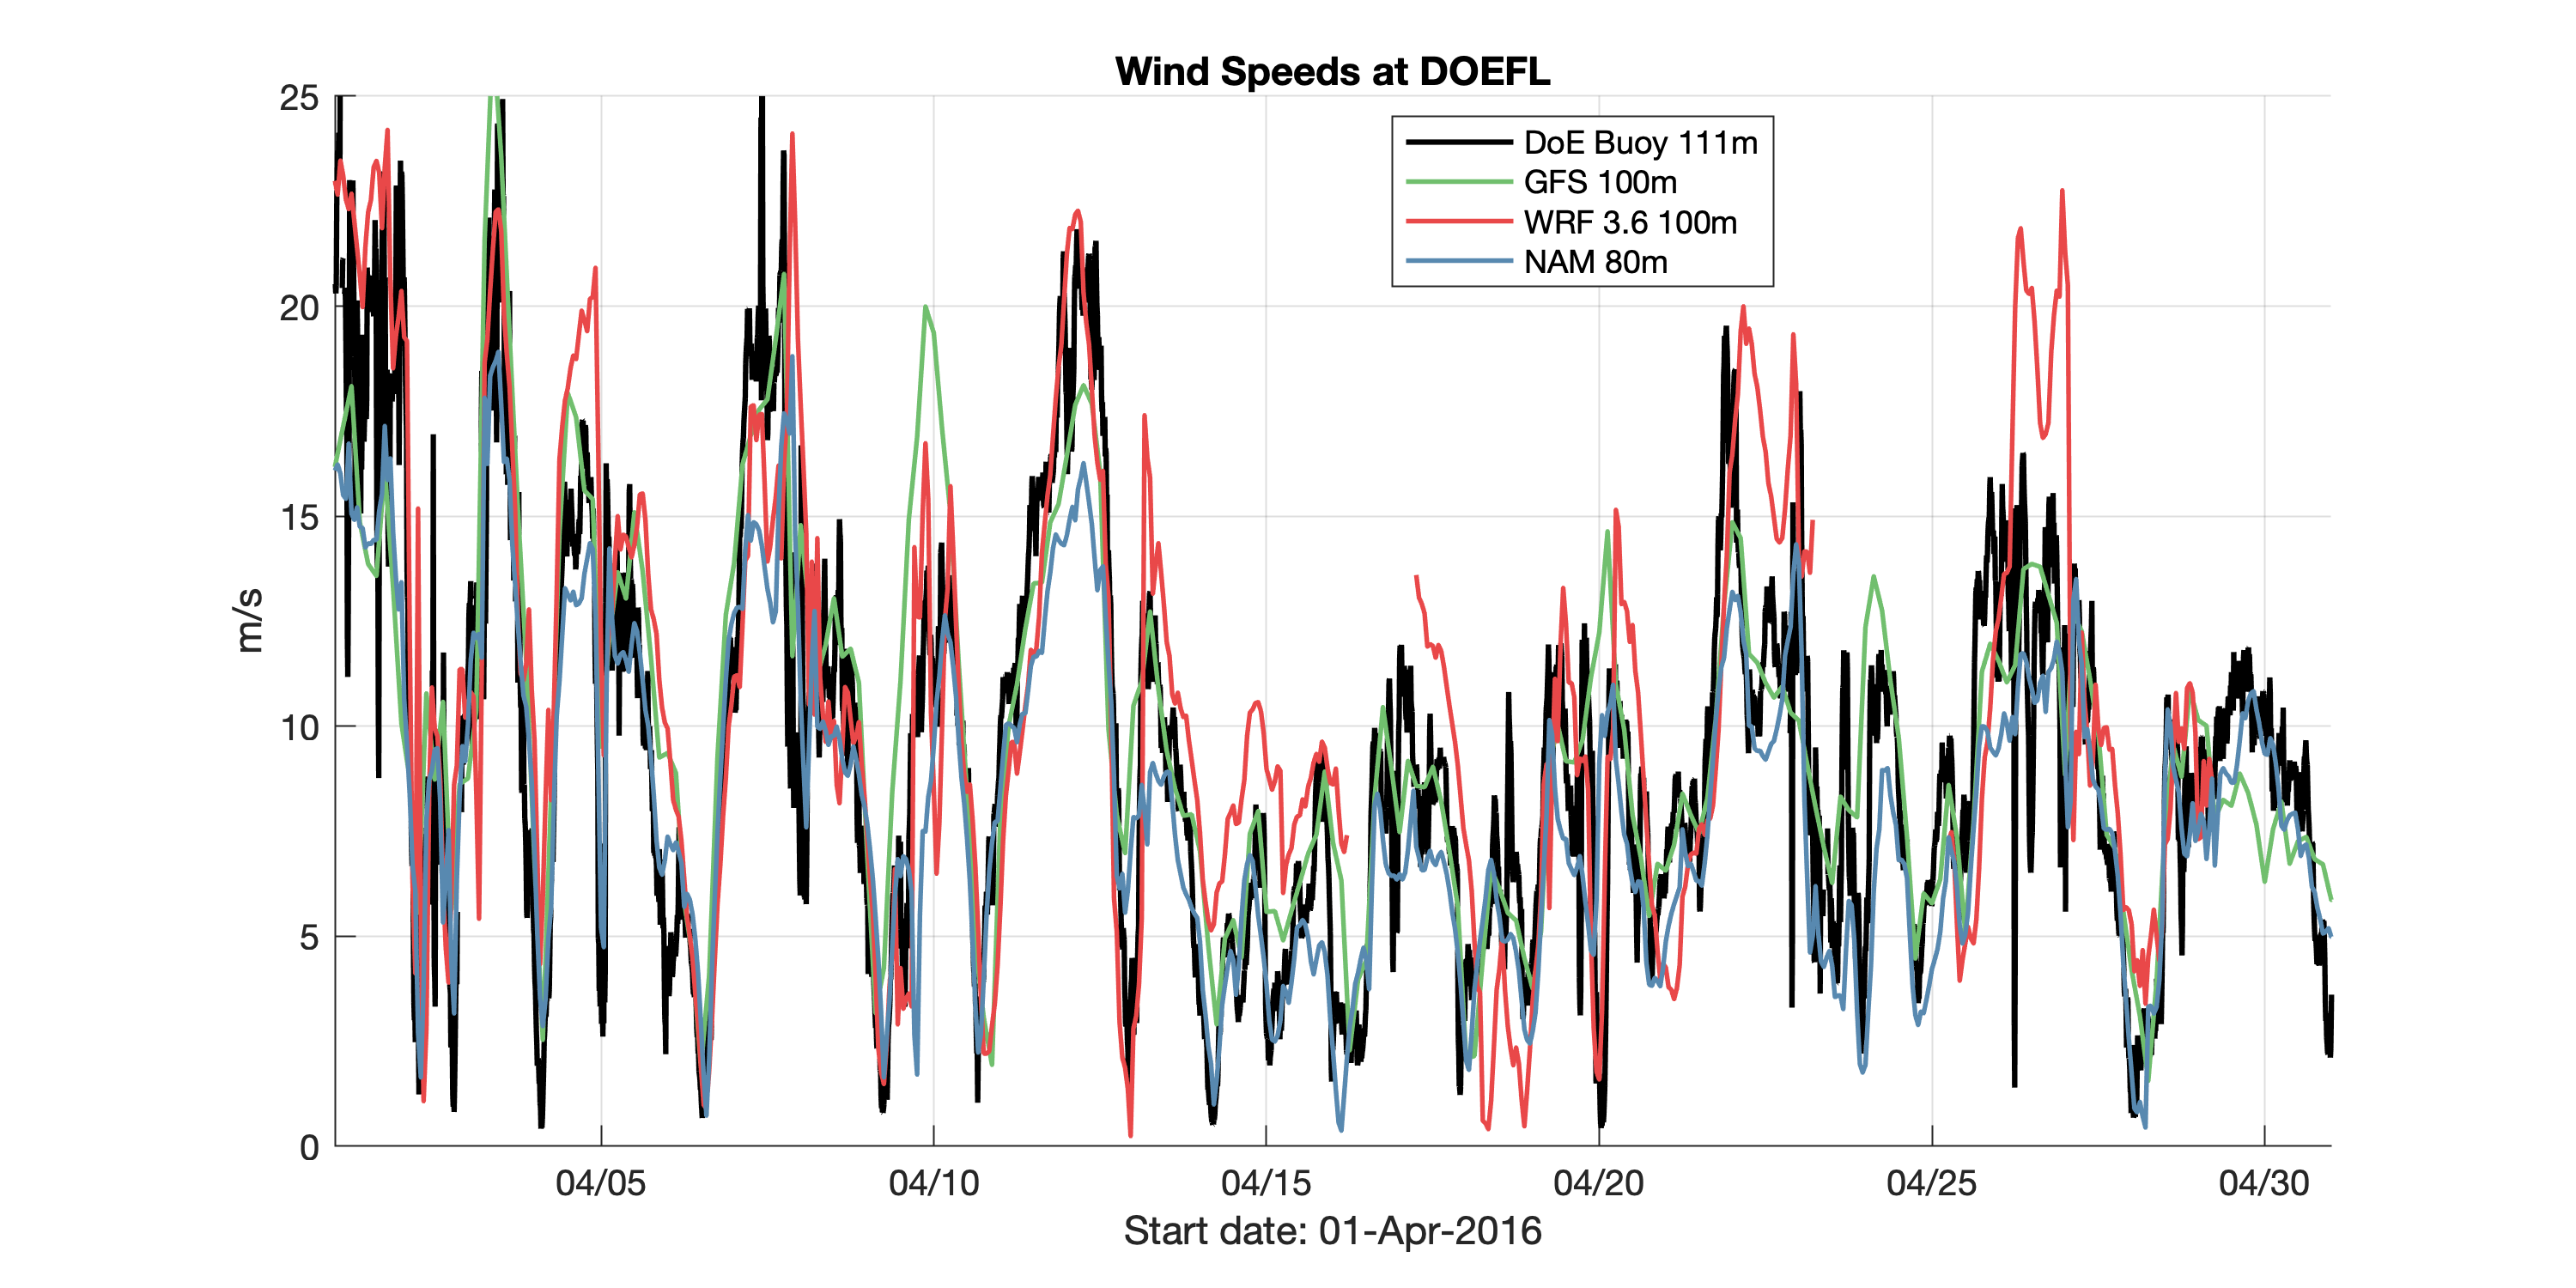 Wind Speeds at DOEFL
25
20
15
10
5
0
m/s
DoE Buoy 111m
GFS 100m
WRF 3.6 100m
NAM 80m
04/05
04/10
04/15
04/20
04/25
04/30
Start date: 01-Apr-2016